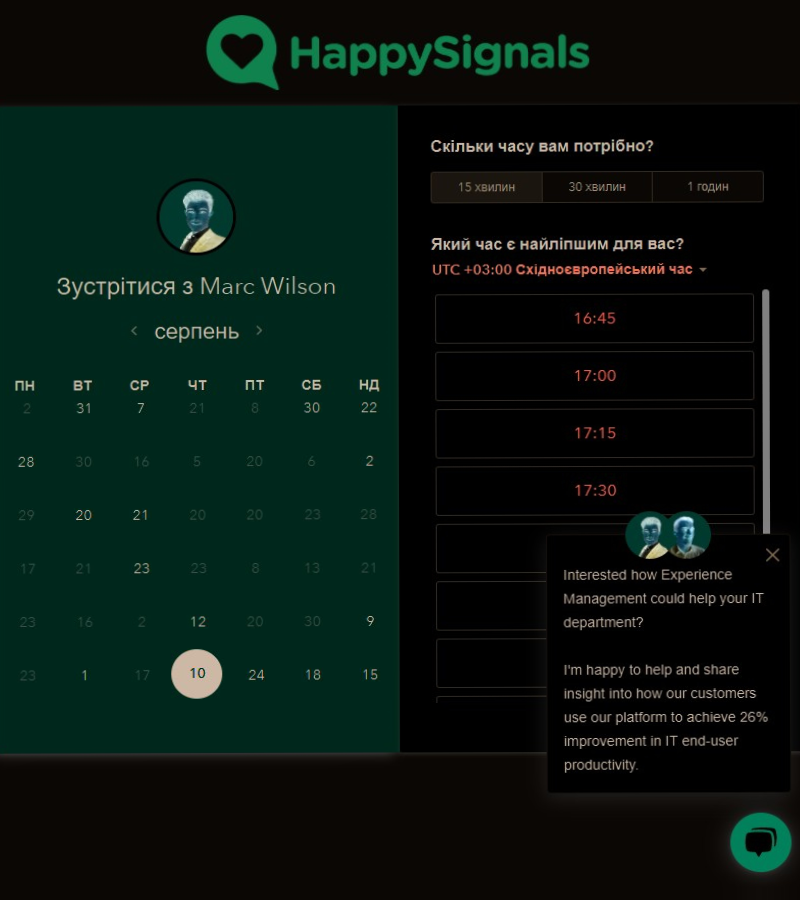 HappySignals
Зустрітися з Marc Wilson
серпень
ПН ВТ СР ЧТ ПТ СБ НД
2 31 7 21 8 30 22
28 30 16 5 20 6 2
29 20 21 20 20 23 28
17 21 23 23 8 13 21
23 16 2 12 20 30 9
23 1 17 10 24 18 15
Скільки часу вам потрібно?
15 хвилин 30 хвилин 1 годин
Який час є найліпшим для вас?
UTC +03:00 Східноєвропейський час
16:45
17:00
17:15
17:30
Interested how Experience
Management could help your IT
department?
I'm happy to help and share
insight into how our customers
use our platform to achieve 26%
improvement in IT end-user
productivity.